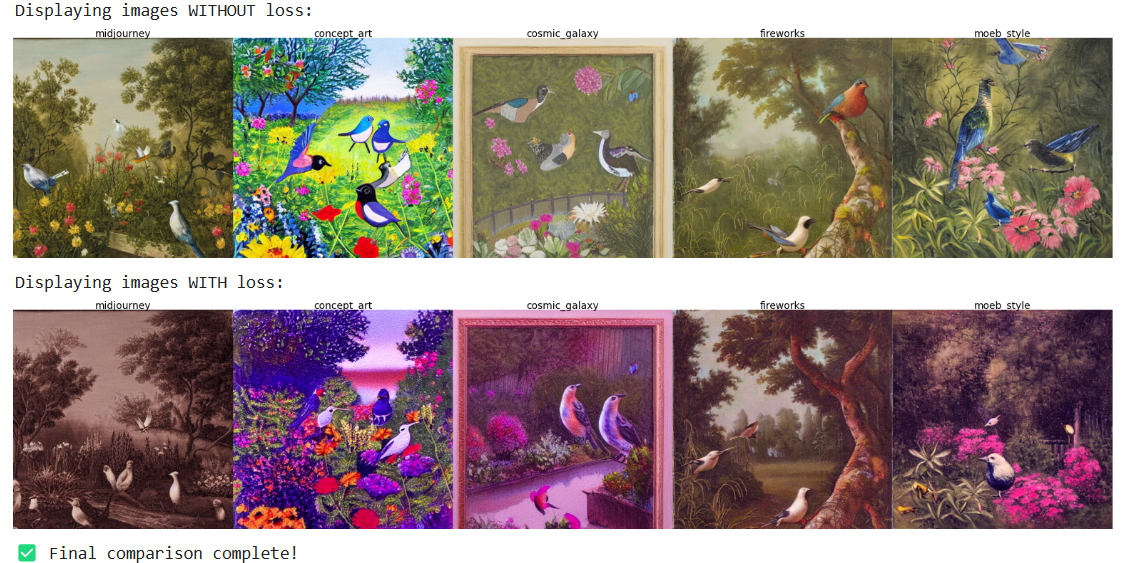 Displaying images WITHOUT loss:
midjourney concept_art cosmic_galaxy fireworks moeb_style
Displaying images WITH loss:
midjourney concept_art cosmic_galaxy fireworks moeb_style
✅ Final comparison complete!